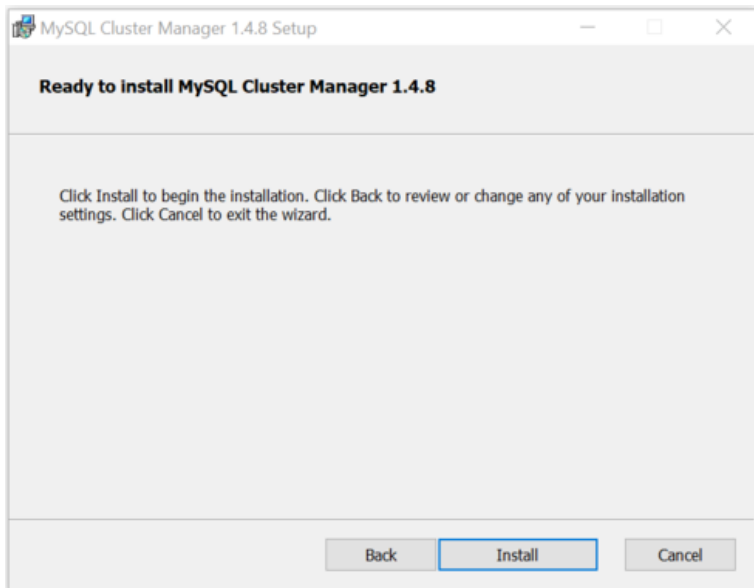 MySQL Cluster Manager 1.4.8 Setup
Ready to install MySQL Cluster Manager 1.4.8
Click Install to begin the installation. Click Back to review or change any of your installation
settings. Click Cancel to exit the wizard.
Back
Install
Cancel